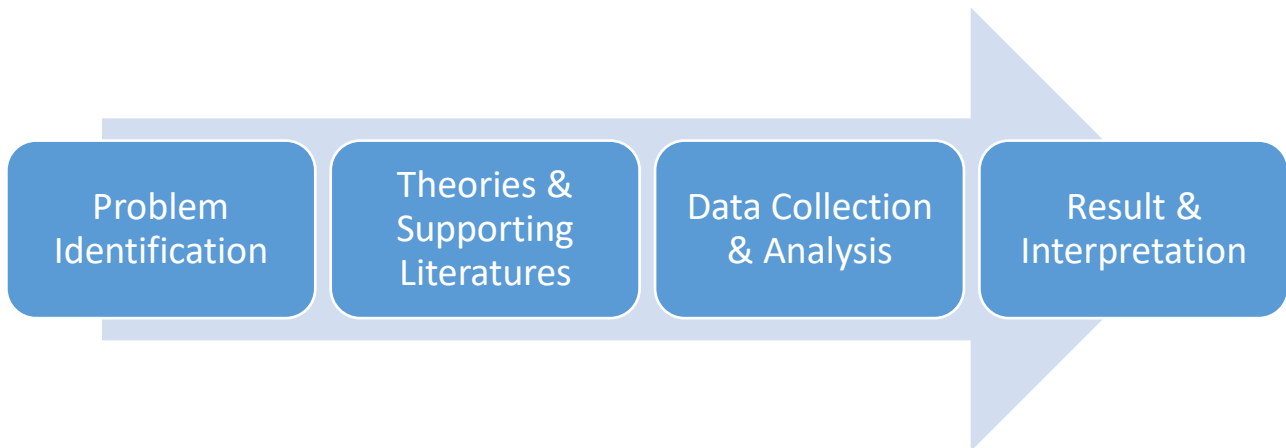 Problem
Identification
Theories &
Supporting
Literatures
Data Collection
& Analysis
Result &
Interpretation